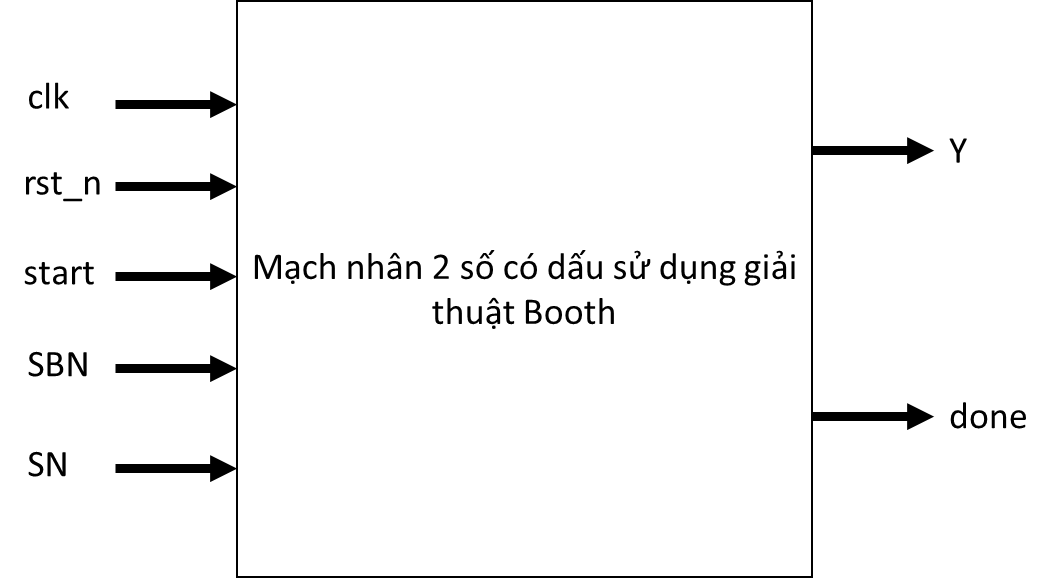 clk
rst_n
start
SBN
SN
Mạch nhân 2 số có dấu sử dụng giải
thuật Booth
Y
done